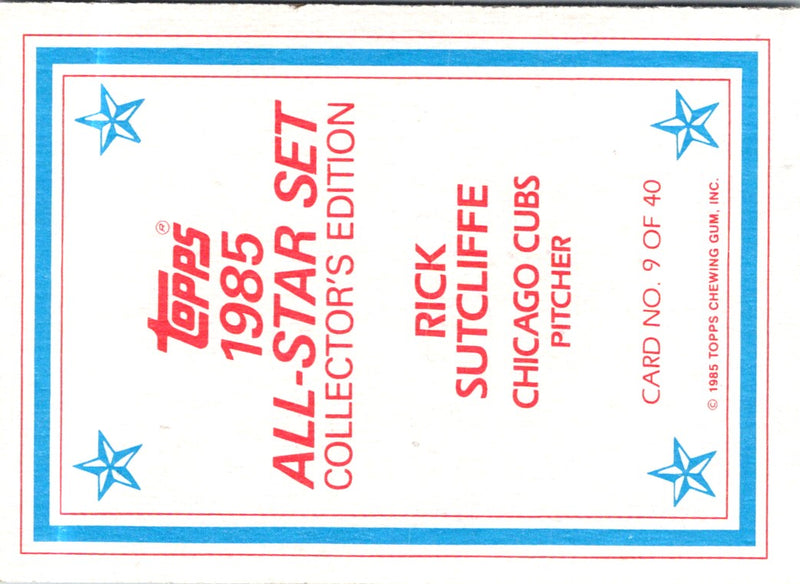 TOPPS®
1985
ALL-STAR SET
COLLECTOR'S EDITION
RICK
SUTCLIFFE
CHICAGO CUBS
PITCHER
CARD NO. 9 OF 40
© 1985 TOPPS CHEWING GUM, INC.